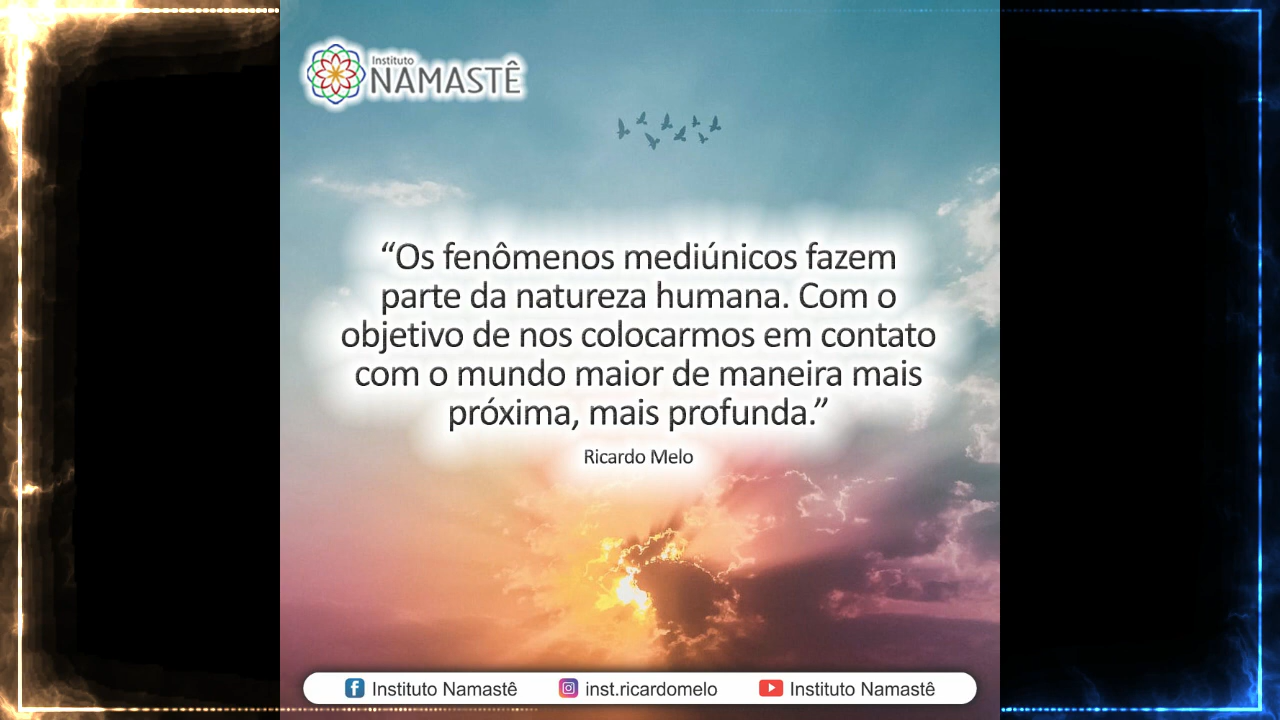 Instituto
NAMASTÊ
“Os fenômenos mediúnicos fazem
parte da natureza humana. Com o
objetivo de nos colocarmos em contato
com o mundo maior de maneira mais
próxima, mais profunda.”
Ricardo Melo
Instituto Namastê inst.ricardomelo Instituto Namastê